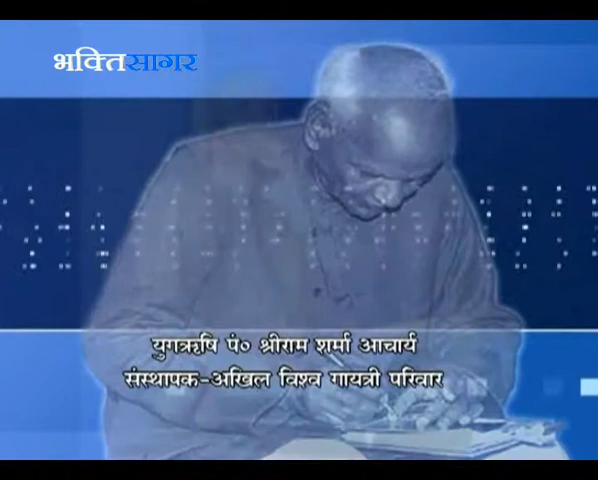 भक्तिसागर
युगऋषि पं० श्रीराम शर्मा आचार्य
संस्थापक-अखिल विश्व गायत्री परिवार